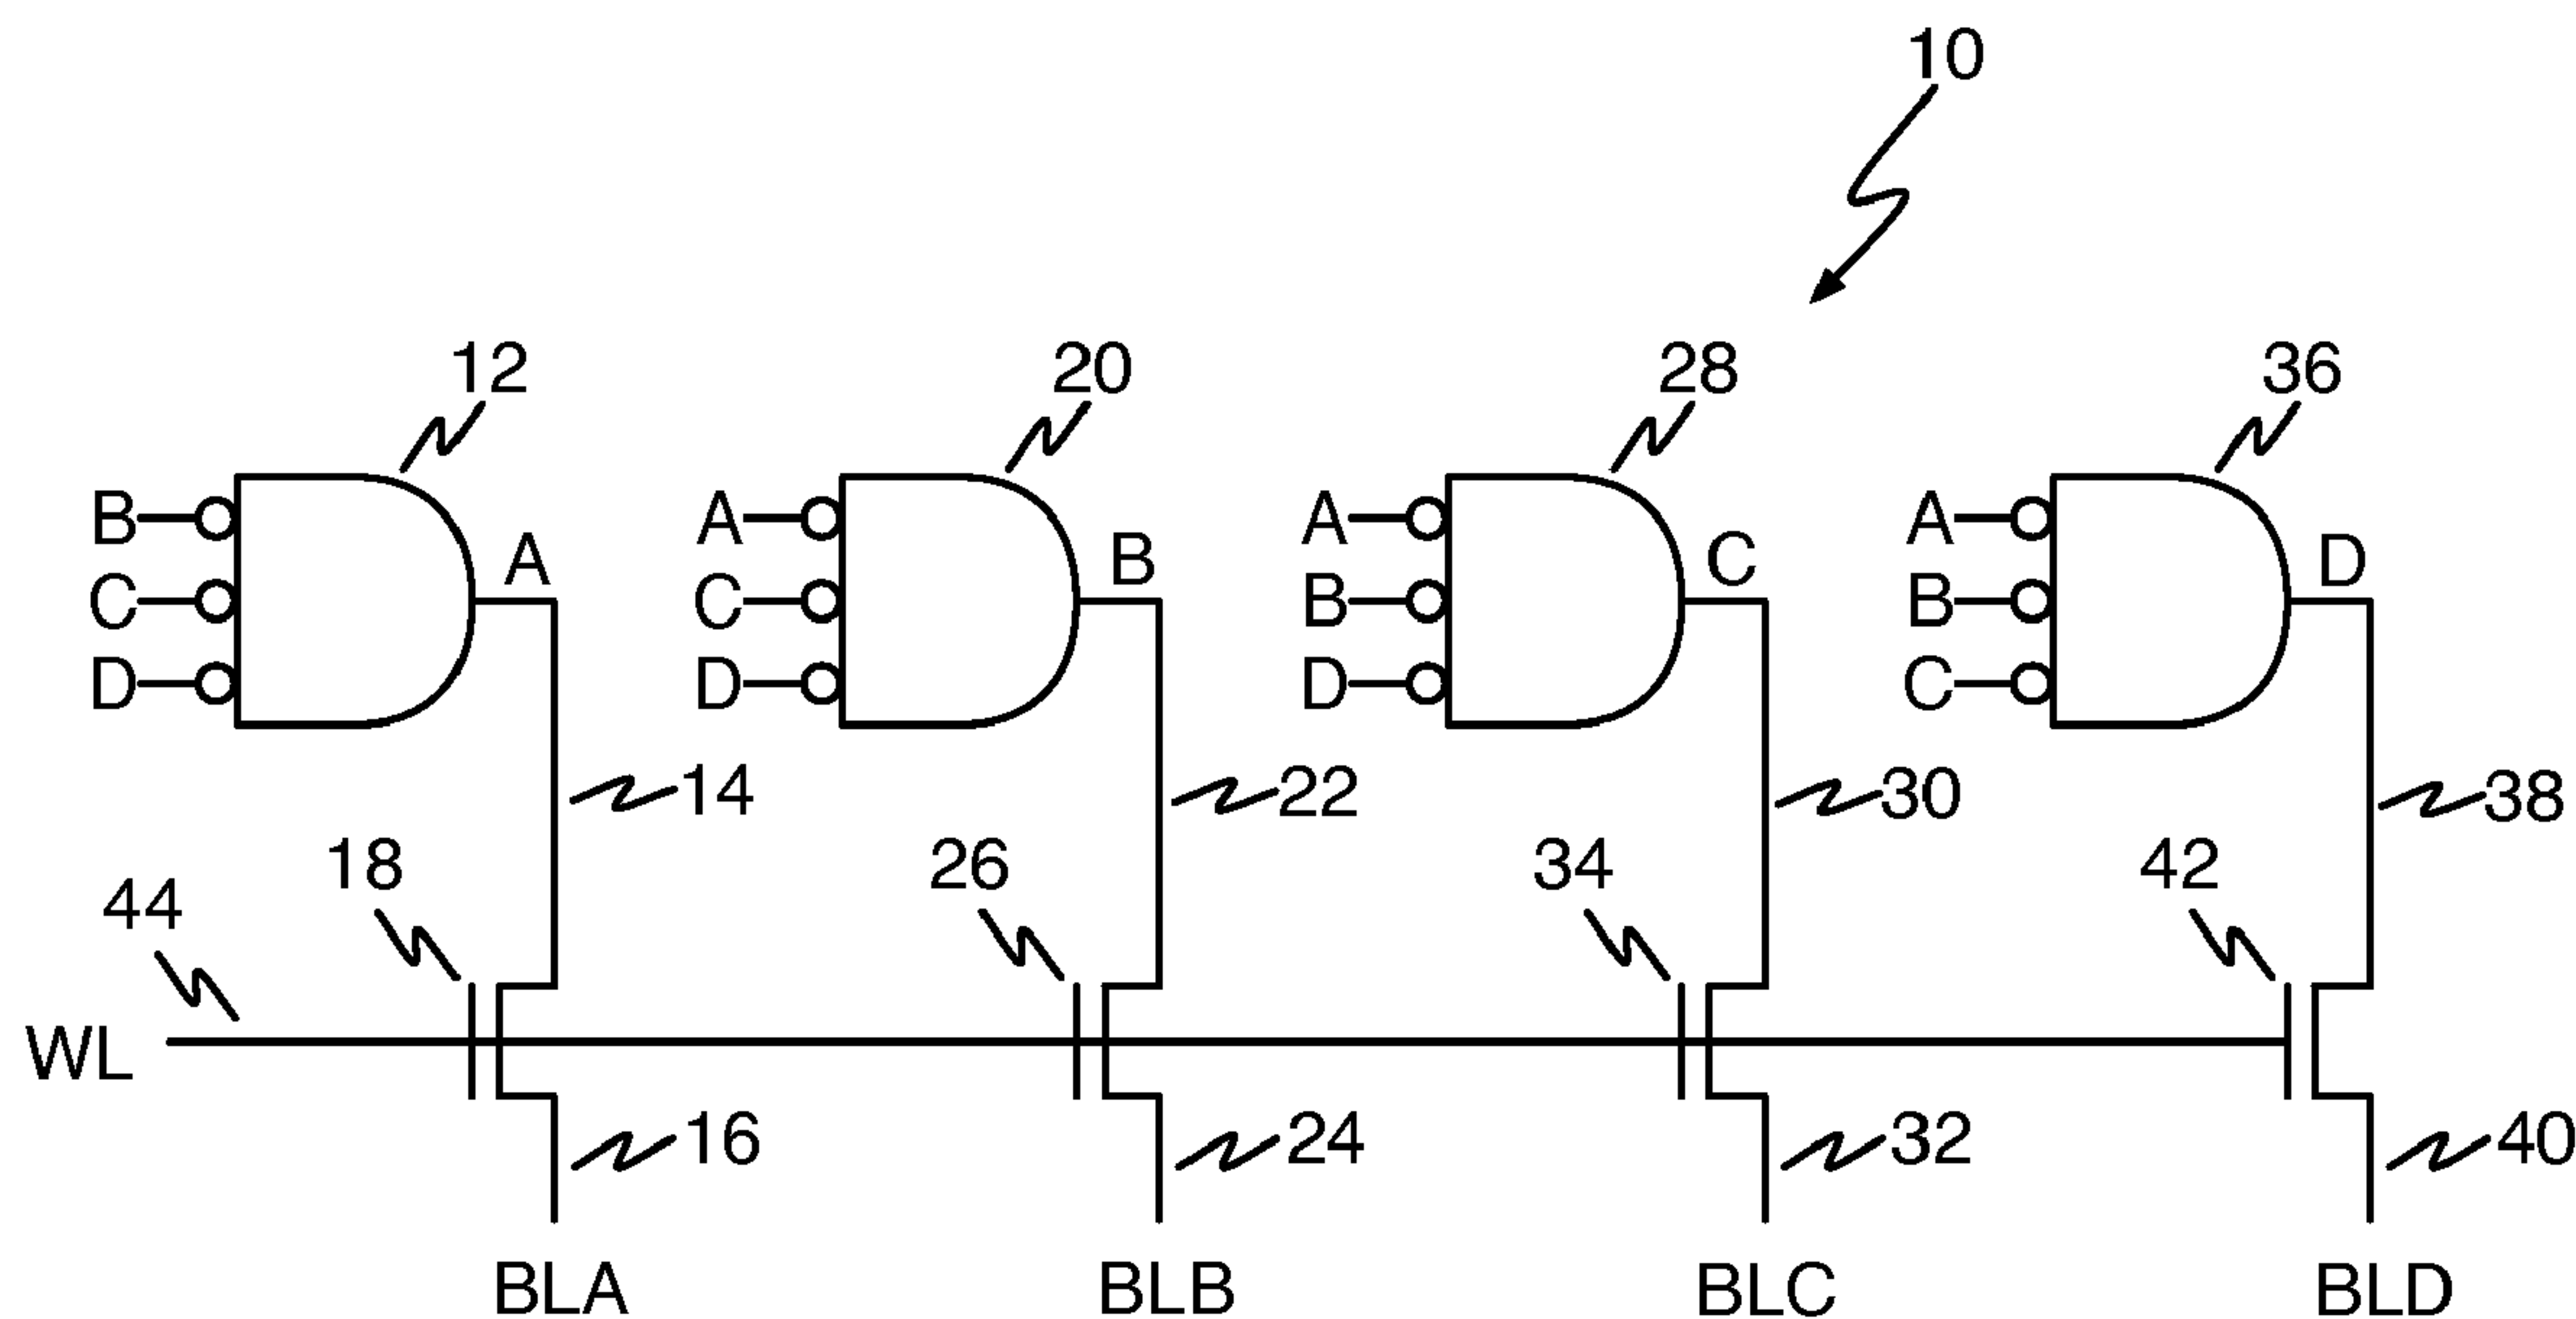 10
12 20 28 36
B A A A
A B C D
C C B B
D D D C
14 22 30 38
18 26 34 42
44
WL
16 24 32 40
BLA BLB BLC BLD